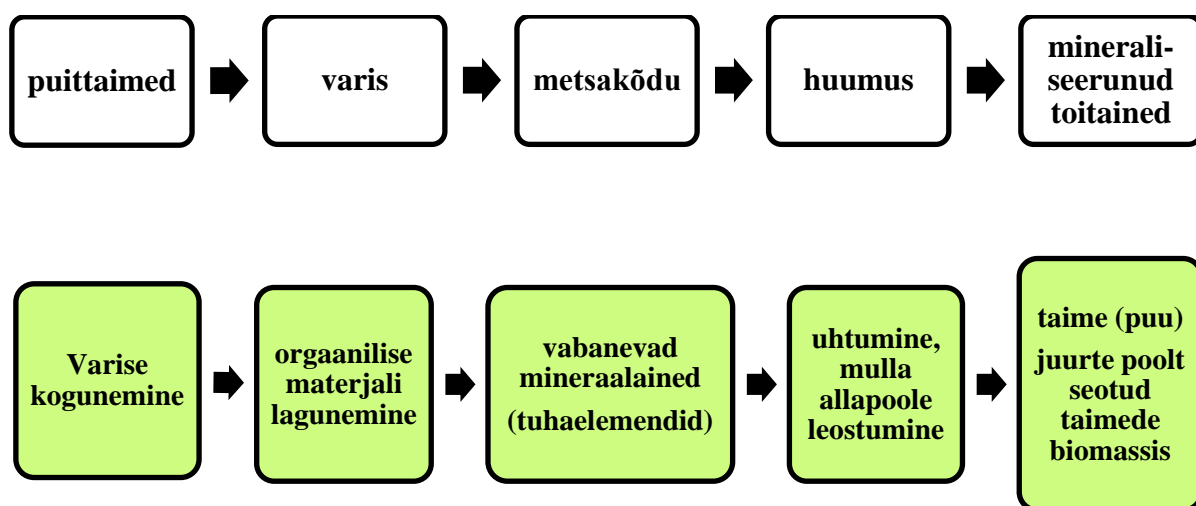 puittaimed
varis
metsakõdu
huumus
minerali-
seerunud
toitained
Varise
kogunemine
orgaanilise
materjali
lagunemine
vabanevad
mineraalained
(tuhaelemendid)
uhtumine,
mulla
allapoole
leostumine
taime (puu)
juurte poolt
seotud
taimede
biomassis